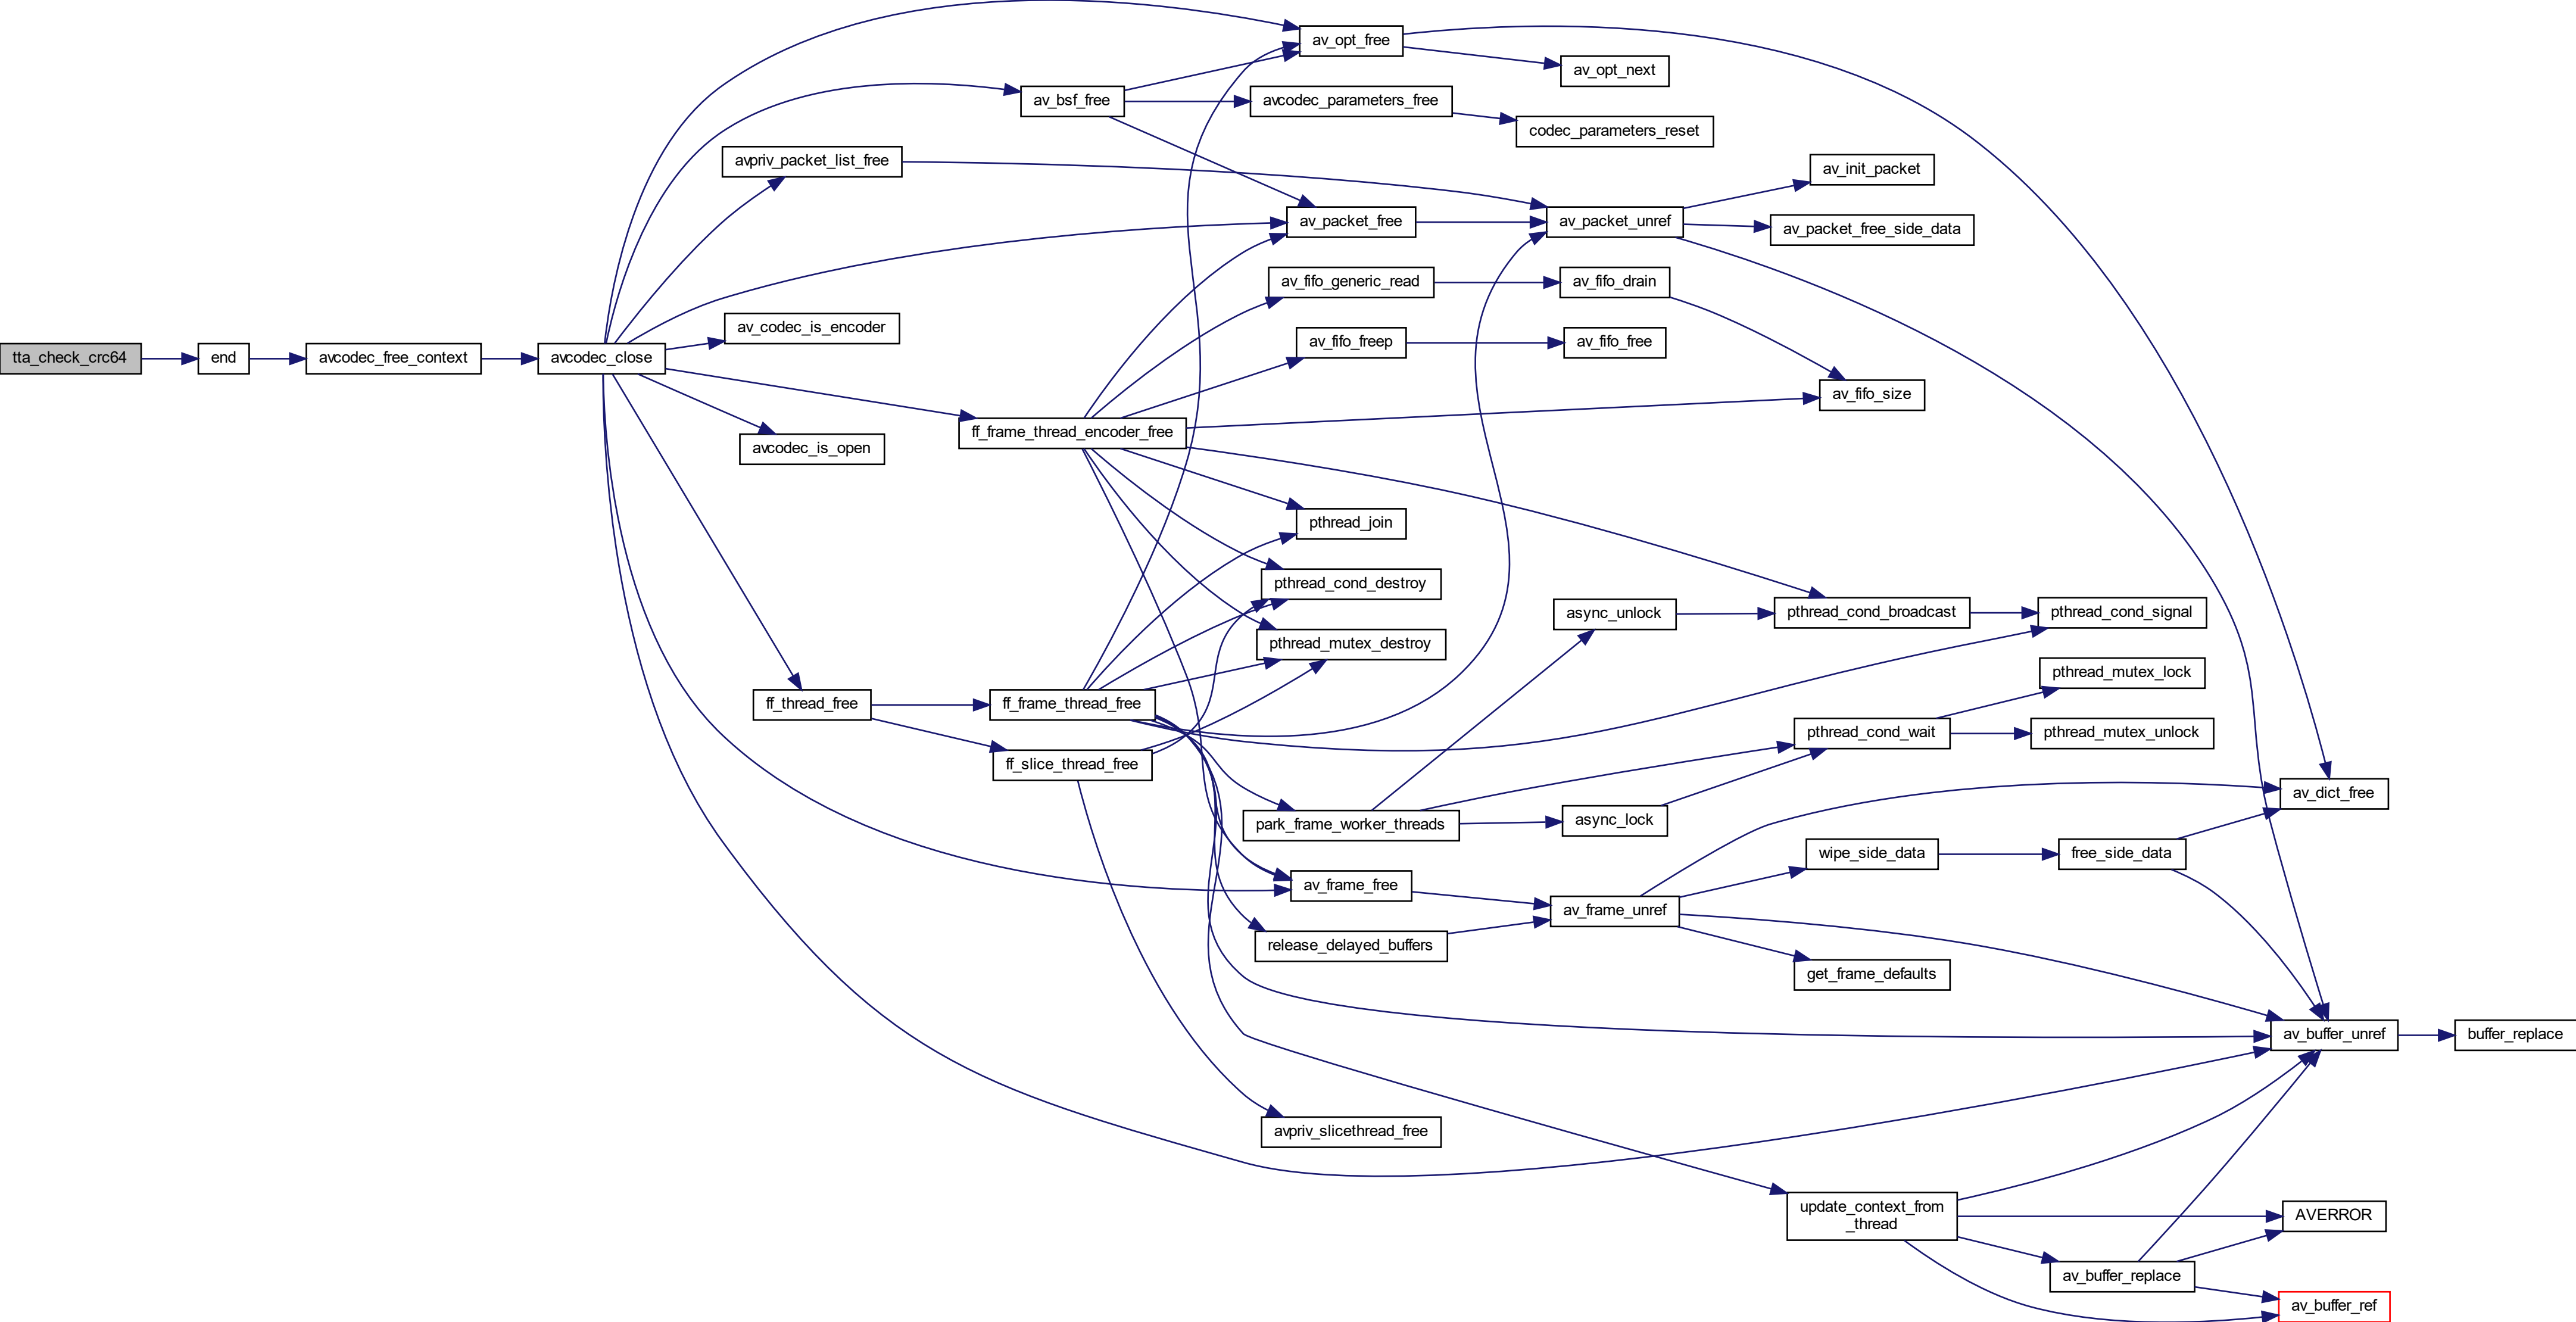 tta_check_crc64
end
avcodec_free_context
avcodec_close
av_opt_free
av_opt_next
av_bsf_free
avcodec_parameters_free
codec_parameters_reset
avpriv_packet_list_free
av_init_packet
av_packet_free
av_packet_unref
av_packet_free_side_data
av_fifo_generic_read
av_fifo_drain
av_codec_is_encoder
av_fifo_freep
av_fifo_free
av_fifo_size
ff_frame_thread_encoder_free
avcodec_is_open
pthread_join
pthread_cond_destroy
async_unlock
pthread_cond_broadcast
pthread_cond_signal
pthread_mutex_destroy
pthread_mutex_lock
ff_thread_free
ff_frame_thread_free
pthread_cond_wait
pthread_mutex_unlock
ff_slice_thread_free
av_dict_free
park_frame_worker_threads
async_lock
wipe_side_data
free_side_data
av_frame_free
av_frame_unref
release_delayed_buffers
get_frame_defaults
av_buffer_unref
buffer_replace
avpriv_slicethread_free
update_context_from
_thread
AVERROR
av_buffer_replace
av_buffer_ref